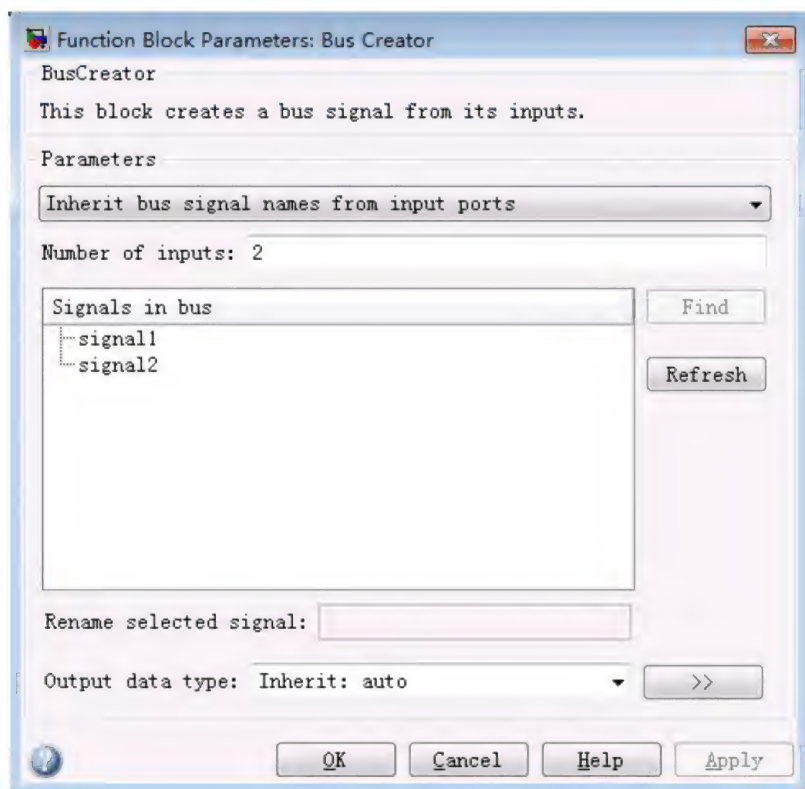 Function Block Parameters: Bus Creator
BusCreator
This block creates a bus signal from its inputs.
Parameters
Inherit bus signal names from input ports
Number of inputs: 2
Signals in bus
Find
signal1
signal2
Refresh
Rename selected signal:
Output data type: Inherit: auto
>>
OK
Cancel
Help
Apply